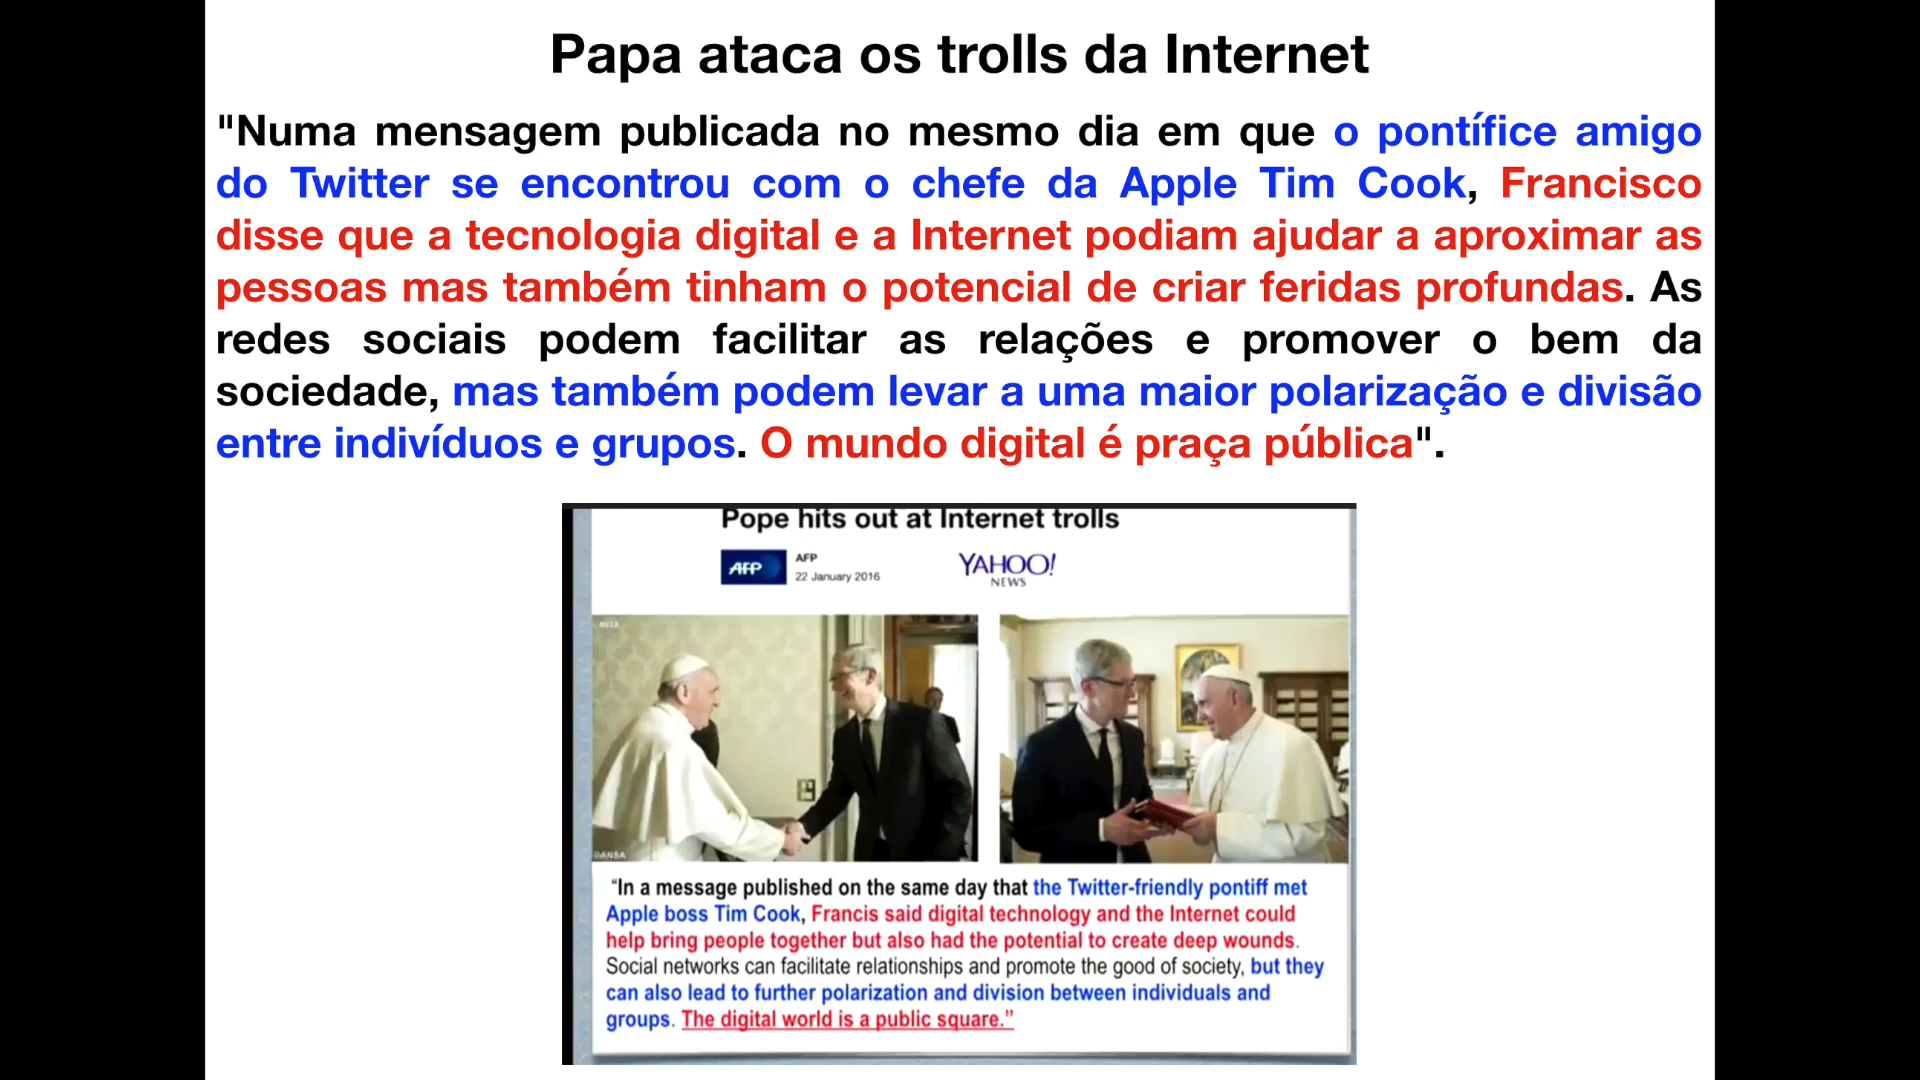 Papa ataca os trolls da Internet
"Numa mensagem publicada no mesmo dia em que o pontífice amigo
do Twitter se encontrou com o chefe da Apple Tim Cook, Francisco
disse que a tecnologia digital e a Internet podiam ajudar a aproximar as
pessoas mas também tinham o potencial de criar feridas profundas. As
redes sociais podem facilitar as relações e promover o bem da
sociedade, mas também podem levar a uma maior polarização e divisão
entre indivíduos e grupos. O mundo digital é praça pública".
Pope hits out at Internet trolls
AFP
AFP
22 January 2016
YAHOO!
NEWS
ANSA
©ANSA
“In a message published on the same day that the Twitter-friendly pontiff met
Apple boss Tim Cook, Francis said digital technology and the Internet could
help bring people together but also had the potential to create deep wounds.
Social networks can facilitate relationships and promote the good of society, but they
can also lead to further polarization and division between individuals and
groups. The digital world is a public square.”